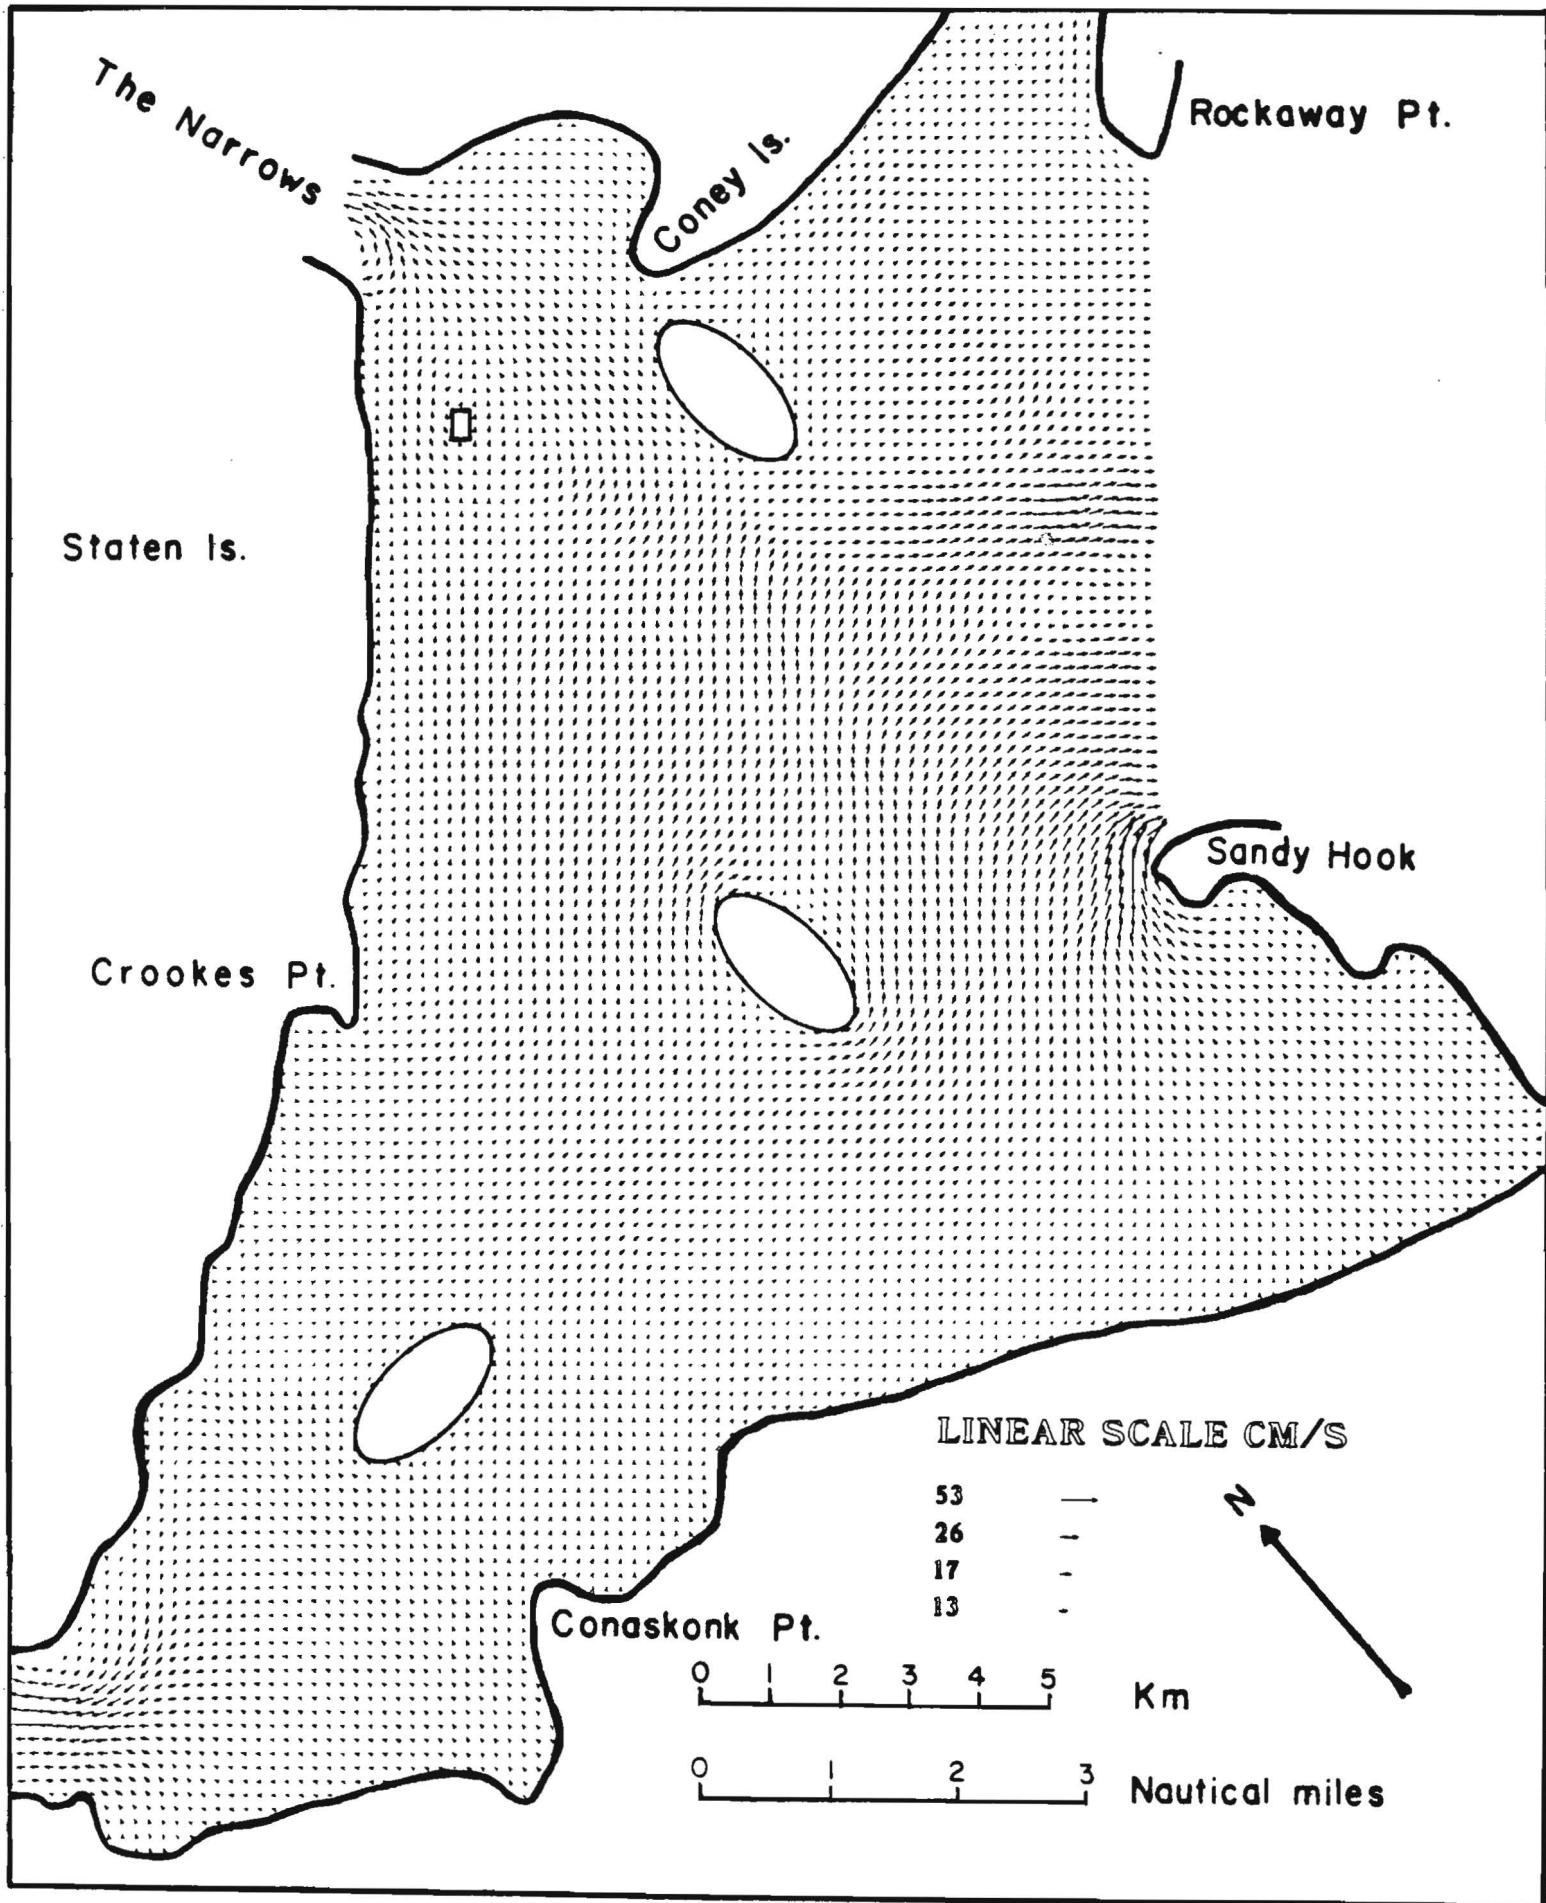 The Narrows
Rockaway Pt.
Coney Is.
Staten Is.
Sandy Hook
Crookes Pt.
LINEAR SCALE CM/S
53
26
17
13
N
Conaskonk Pt.
0 1 2 3 4 5
Km
0 1 2 3
Nautical miles